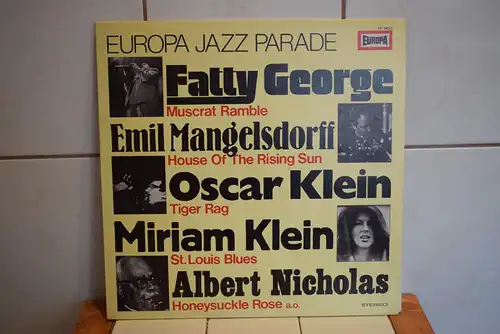 EUROPA JAZZ PARADE
EUROPA
Fatty George
Muscrat Ramble
Emil Mangelsdorff
House Of The Rising Sun
Oscar Klein
Tiger Rag
Miriam Klein
St. Louis Blues
Albert Nicholas
Honeysuckle Rose a.o.
STEREO